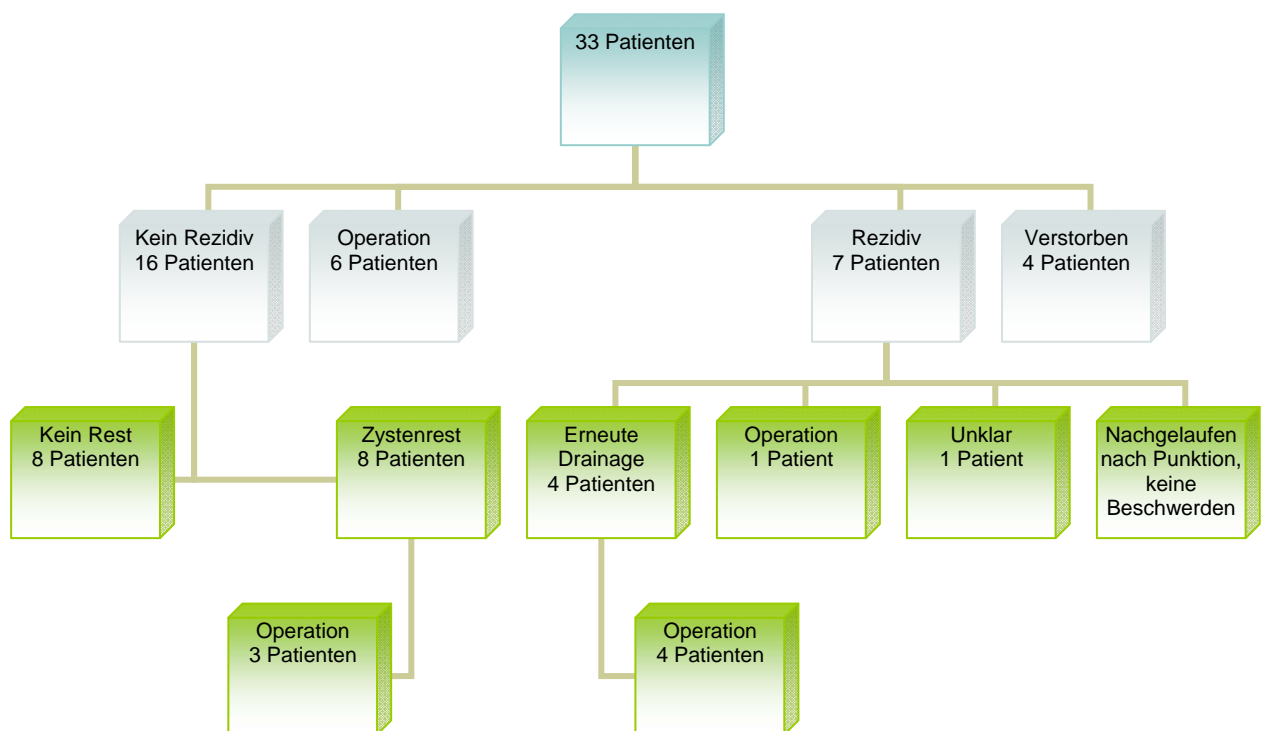 33 Patienten
Kein Rezidiv
16 Patienten
Operation
6 Patienten
Rezidiv
7 Patienten
Verstorben
4 Patienten
Kein Rest
8 Patienten
Zystenrest
8 Patienten
Erneute
Drainage
4 Patienten
Operation
1 Patient
Unklar
1 Patient
Nachgelaufen
nach Punktion,
keine
Beschwerden
Operation
3 Patienten
Operation
4 Patienten